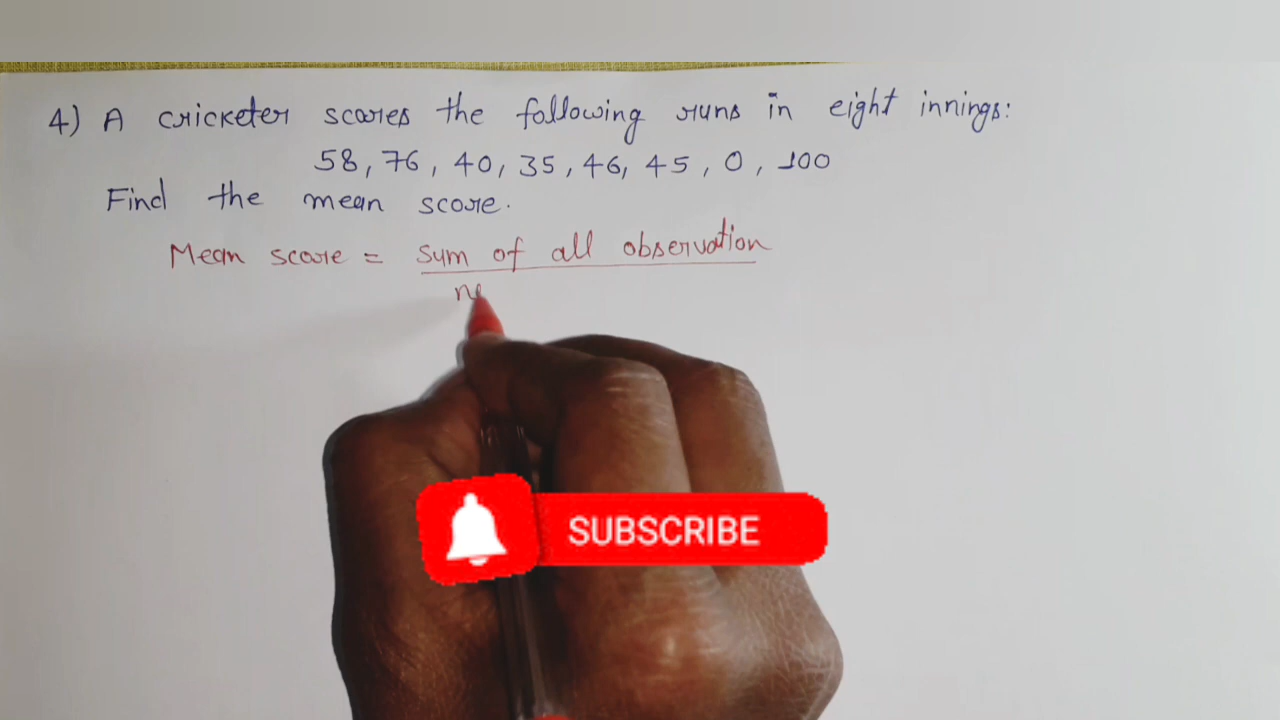 4) A cricketer scores the following runs in eight innings:
58, 76, 40, 35, 46, 45, 0, 100
Find the mean score.
Mean score = Sum of all observation
SUBSCRIBE